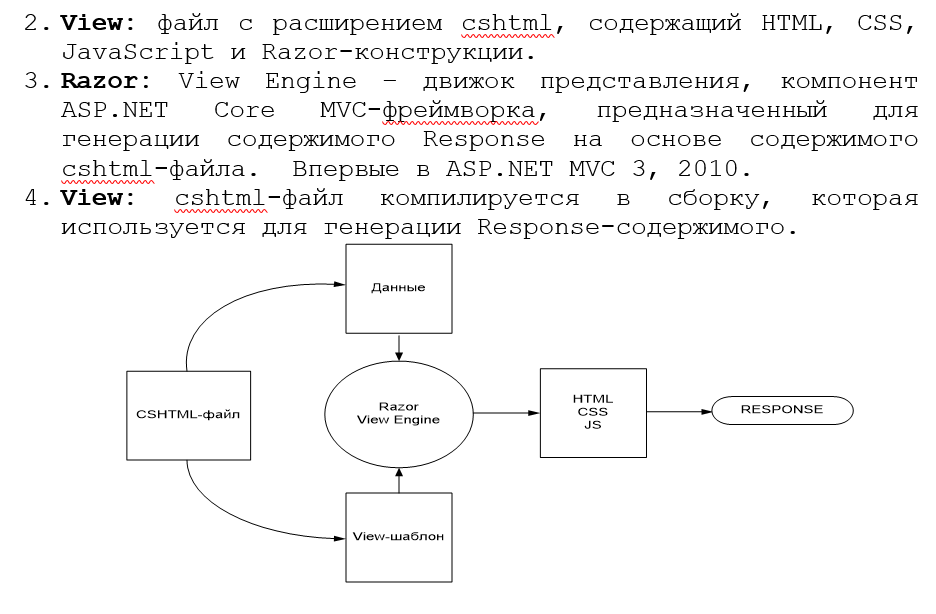 2. View: файл с расширением cshtml, содержащий HTML, CSS,
JavaScript и Razor-конструкции.
3. Razor: View Engine – движок представления, компонент
ASP.NET Core MVC-фреймворка, предназначенный для
генерации содержимого Response на основе содержимого
cshtml-файла. Впервые в ASP.NET MVC 3, 2010.
4. View: cshtml-файл компилируется в сборку, которая
используется для генерации Response-содержимого.
Данные
CSHTML-файл
Razor
View Engine
HTML
CSS
JS
RESPONSE
View-шаблон